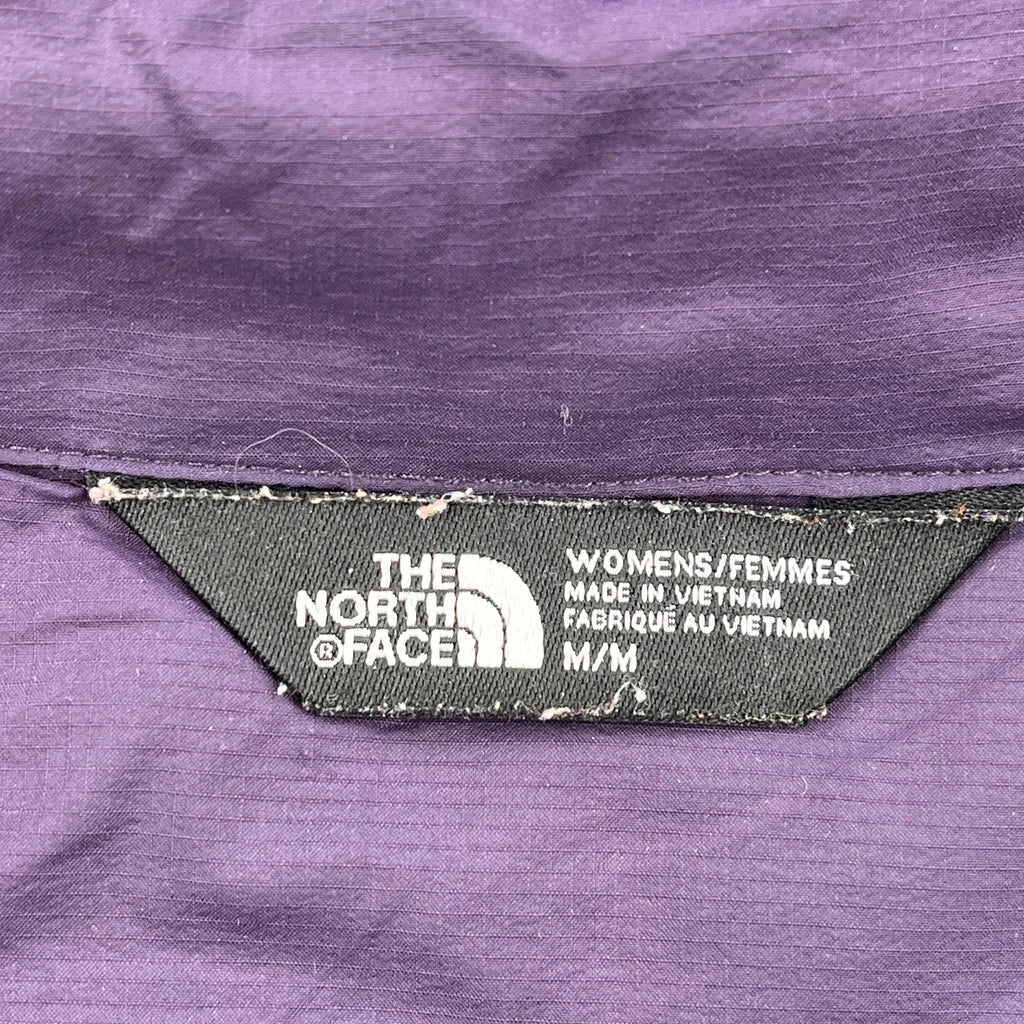 THE
NORTH
®FACE
WOMENS/FEMMES
MADE IN VIETNAM
FABRIQUÉ AU VIETNAM
M/M